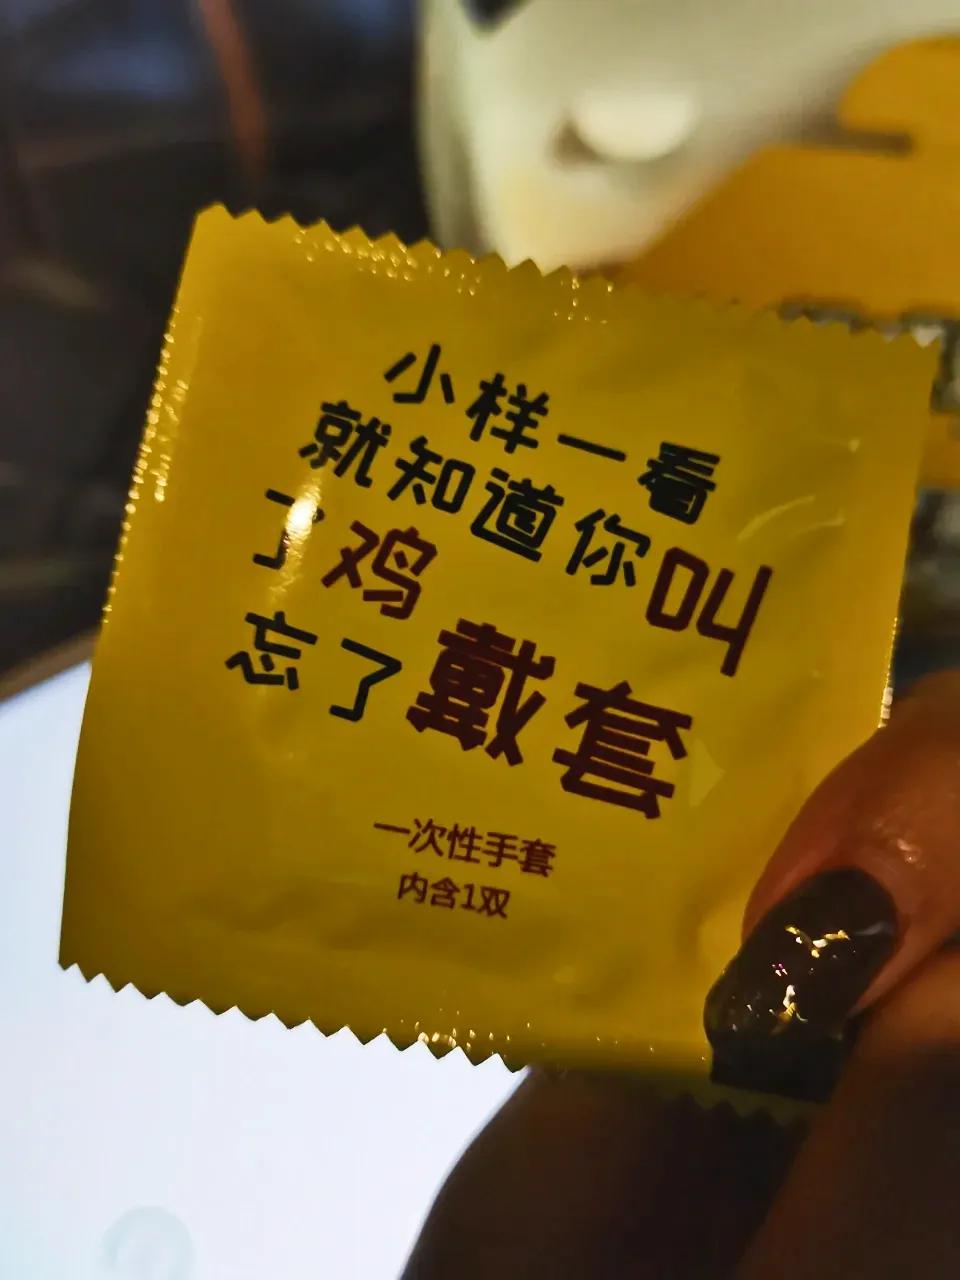 小样一看
就知道你叫
了鸡
忘了戴套
一次性手套
内含1双